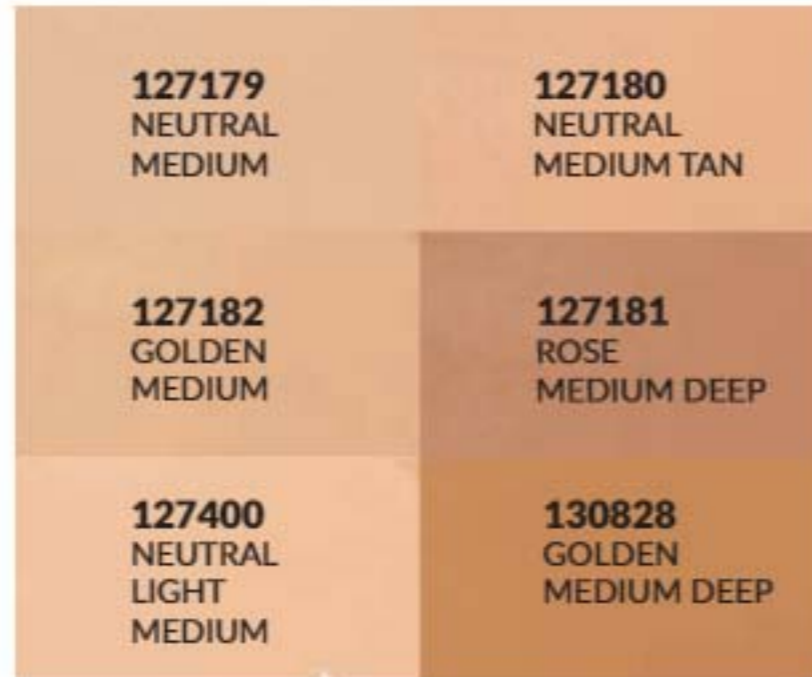 127179
NEUTRAL
MEDIUM
127180
NEUTRAL
MEDIUM TAN
127182
GOLDEN
MEDIUM
127181
ROSE
MEDIUM DEEP
127400
NEUTRAL
LIGHT
MEDIUM
130828
GOLDEN
MEDIUM DEEP